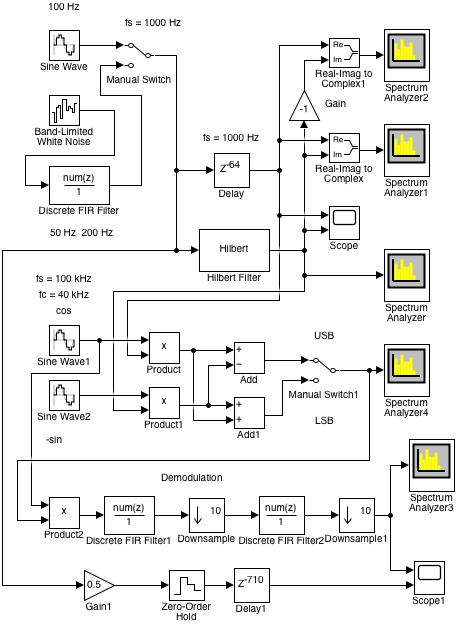 100 Hz
fs = 1000 Hz
Sine Wave
Manual Switch
Re
Im
Real-Imag to
Complex1
Spectrum
Analyzer2
-1
Gain
Band-Limited
White Noise
fs = 1000 Hz
Z-64
Delay
Re
Im
Real-Imag to
Complex
Spectrum
Analyzer1
num(z)
1
Discrete FIR Filter
50 Hz 200 Hz
Scope
Hilbert
Hilbert Filter
Spectrum
Analyzer
fs = 100 kHz
fc = 40 kHz
cos
Sine Wave1
x
Product
+
−
Add
USB
Manual Switch1
LSB
Spectrum
Analyzer4
Sine Wave2
-sin
x
Product1
+
+
Add1
Demodulation
Spectrum
Analyzer3
x
Product2
num(z)
1
Discrete FIR Filter1
10
Downsample
num(z)
1
Discrete FIR Filter2
10
Downsample1
0.5
Gain1
Zero-Order
Hold
Z-710
Delay1
Scope1